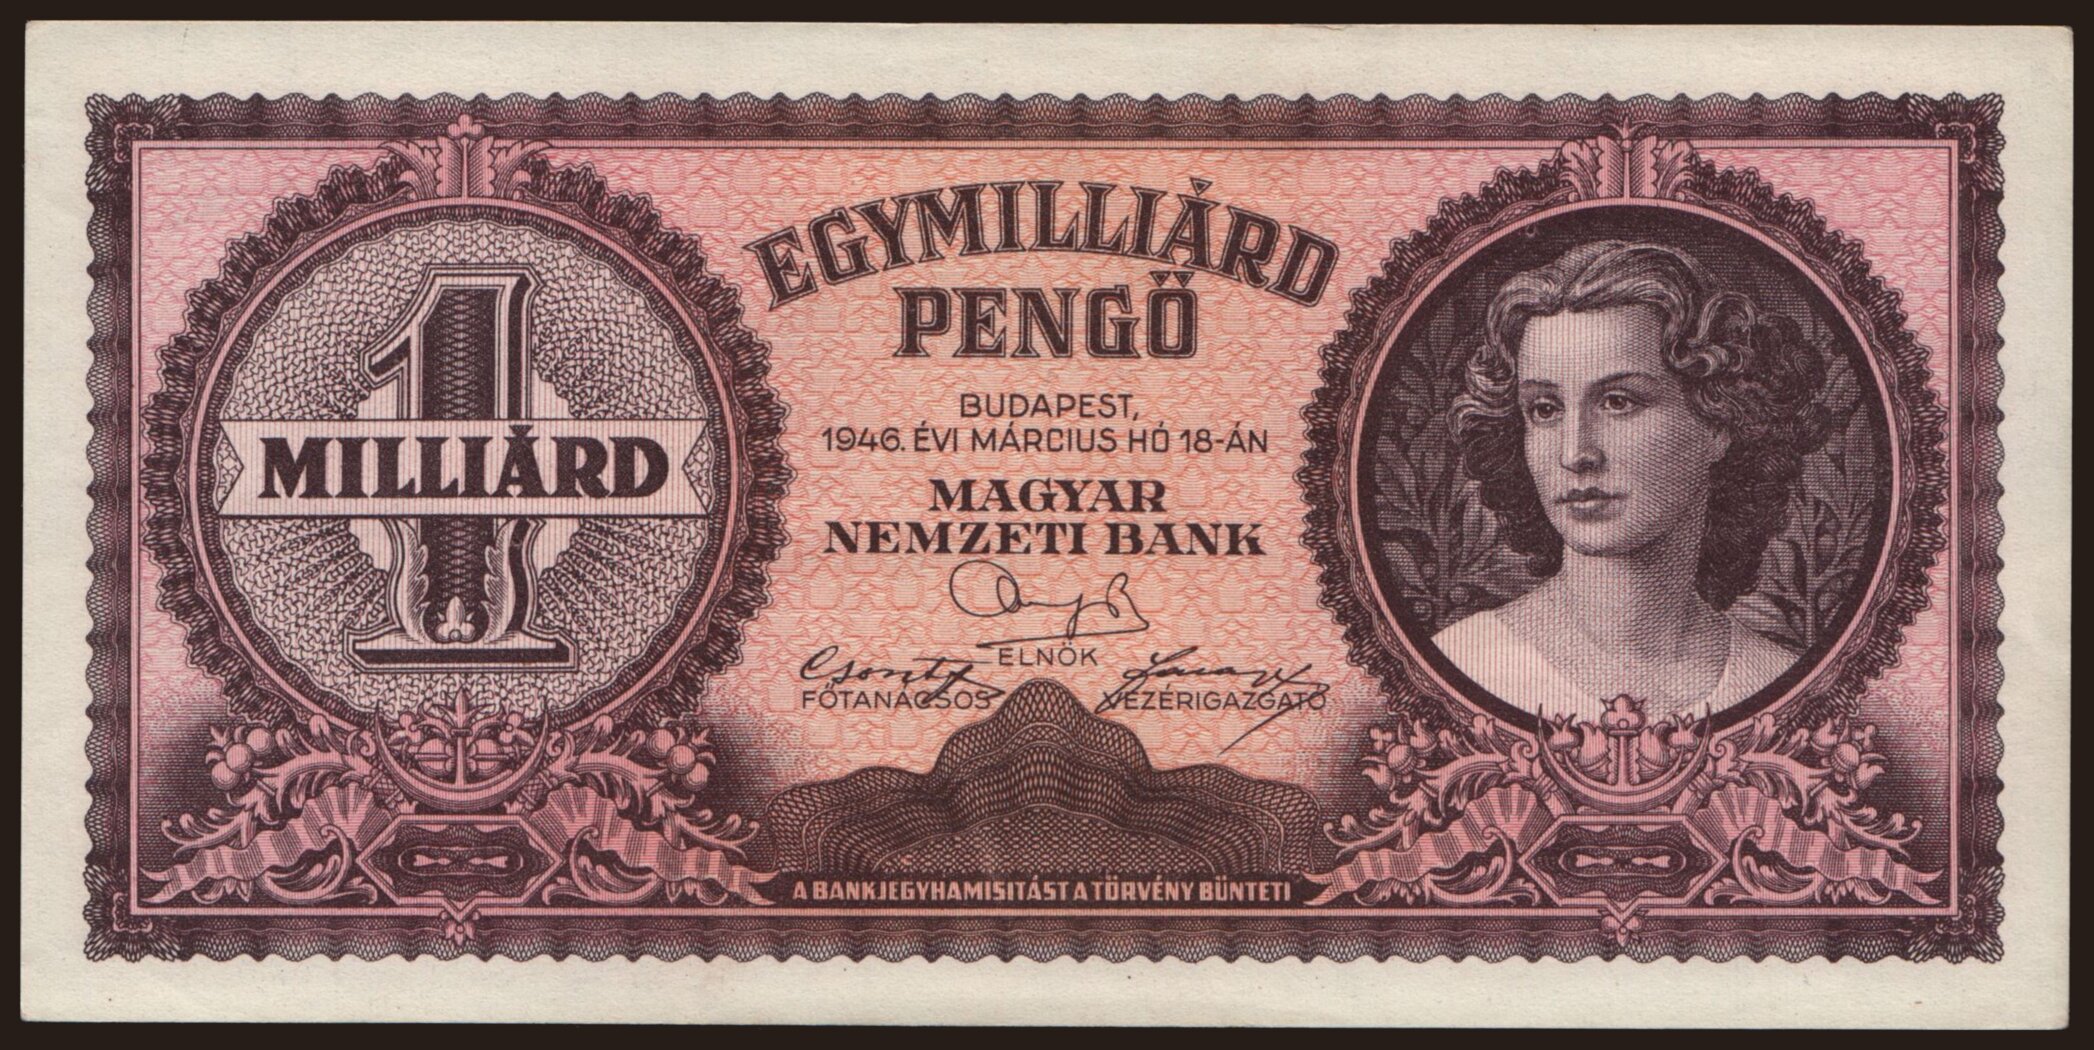 EGYMILLIÁRD
PENGŐ
1
MILLIÁRD
BUDAPEST,
1946. ÉVI MÁRCIUS HÓ 18-ÁN
MAGYAR
NEMZETI BANK
ELNÖK
FŐTANÁCSOS
VEZÉRIGAZGATÓ
A BANKJEGYHAMISITÁST A TÖRVÉNY BÜNTETI